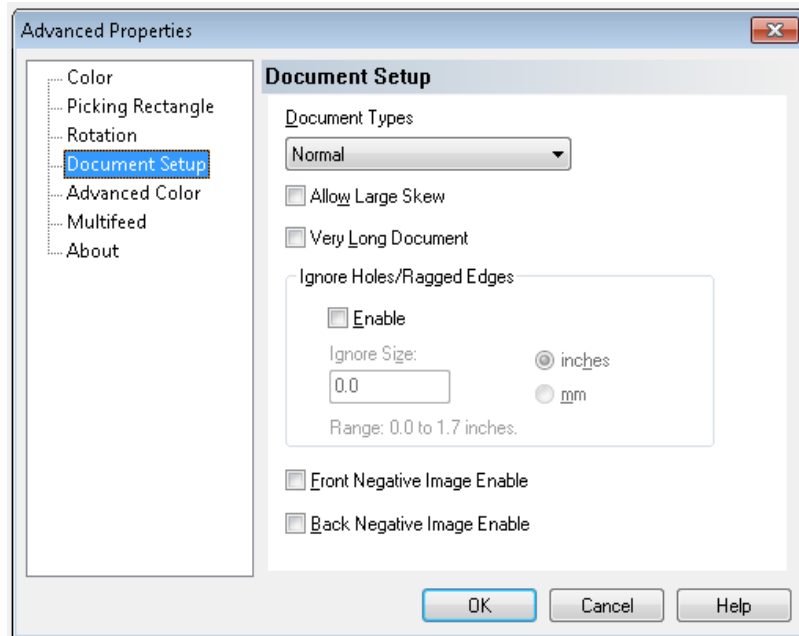 Advanced Properties
Color
Picking Rectangle
Rotation
Document Setup
Advanced Color
Multifeed
About
Document Setup
Document Types
Normal
Allow Large Skew
Very Long Document
Ignore Holes/Ragged Edges
Enable
Ignore Size:
inches
0.0
mm
Range: 0.0 to 1.7 inches.
Front Negative Image Enable
Back Negative Image Enable
OK
Cancel
Help